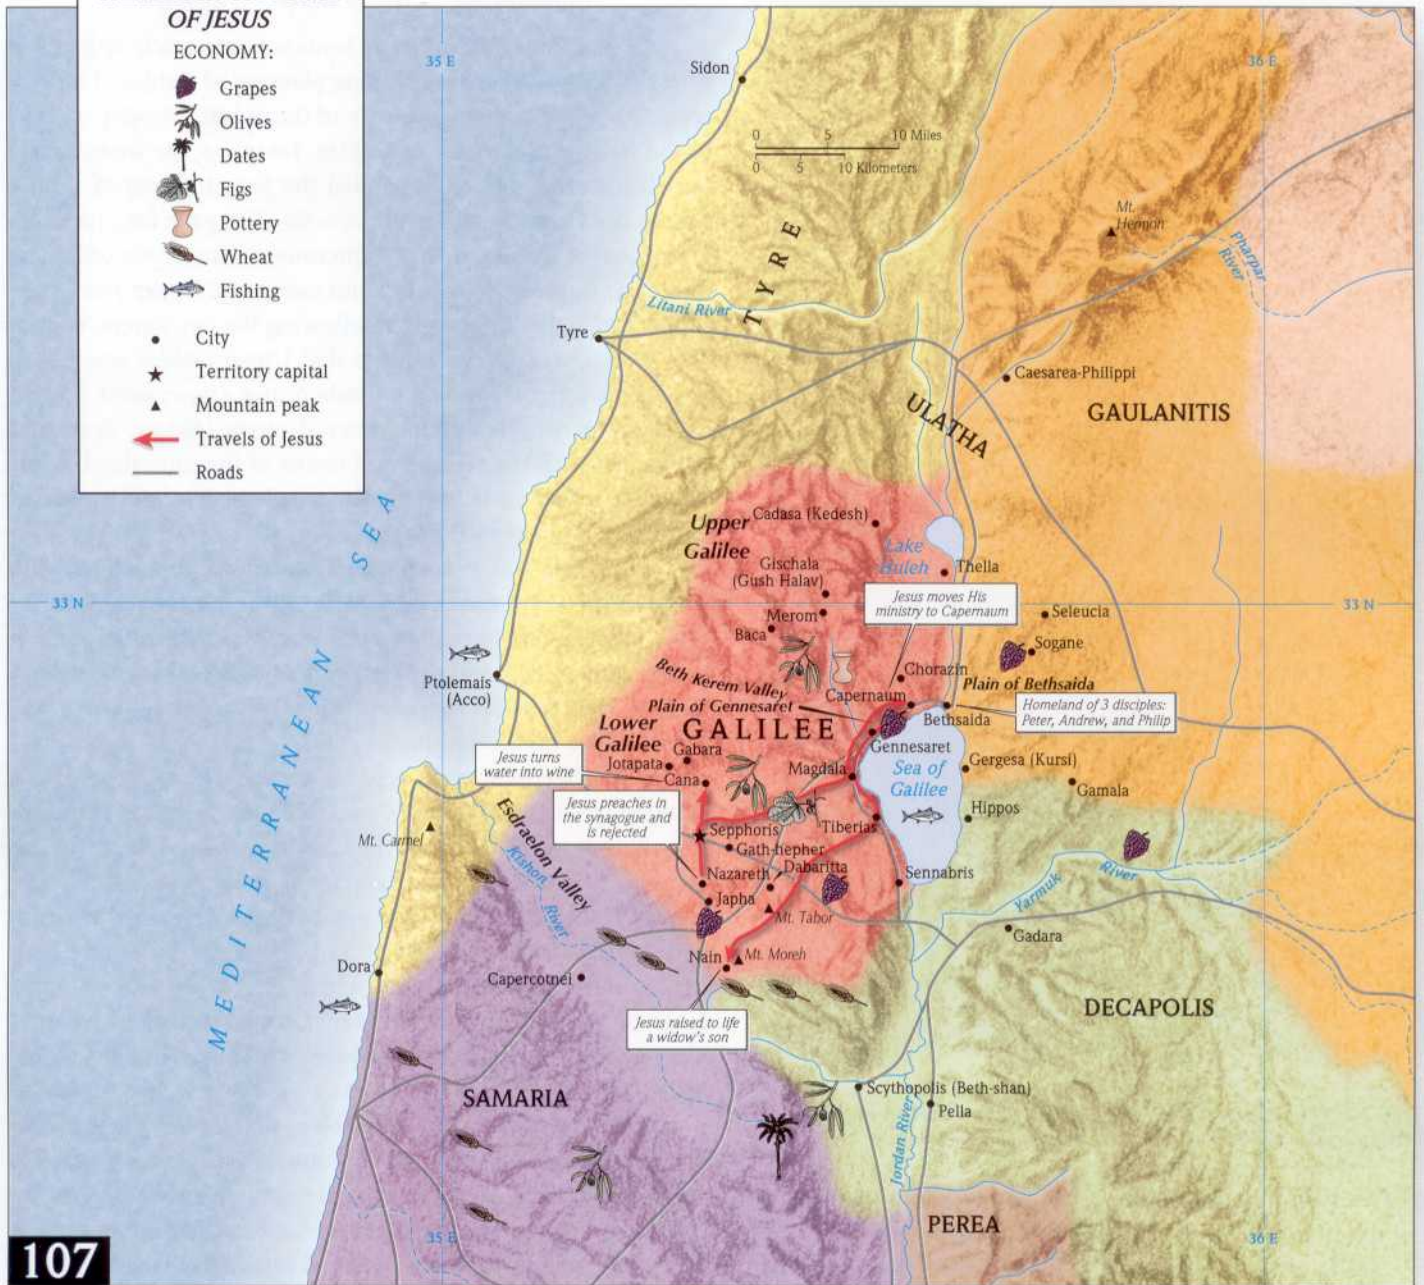 OF JESUS
ECONOMY:
Grapes
Olives
Dates
Figs
Pottery
Wheat
Fishing
City
Territory capital
Mountain peak
Travels of Jesus
Roads
35 E
36 E
Sidon
0 5 10 Miles
0 5 10 Kilometers
Mt.
Hermon
Pharpar
River
TYRE
Litani River
Tyre
Caesarea-Philippi
ULATHA
GAULANITIS
MEDITERRANEAN SEA
Upper
Galilee
Cadasa (Kedesh)
Lake
Huleh
Thella
Gischala
(Gush Halav)
33 N
33 N
Jesus moves His
ministry to Capernaum
Merom
Baca
Seleucia
Sogane
Ptolemais
(Acco)
Beth Kerem Valley
Chorazin
Capernaum
Plain of Bethsaida
Plain of Gennesaret
Bethsaida
Homeland of 3 disciples:
Peter, Andrew, and Philip
Lower
Galilee
GALILEE
Gennesaret
Gabara
Jotapata
Cana
Jesus turns
water into wine
Magdala
Sea of
Galilee
Gergesa (Kursi)
Gamala
Hippos
Jesus preaches in
the synagogue and
is rejected
Mt. Carmel
Esdraelon Valley
Kishon
River
Sepphoris
Tiberias
Gath-hepher
Dabaritta
Nazareth
Sennabris
Japha
Mt. Tabor
Yarmuk
River
Gadara
Nain
Mt. Moreh
Dora
Capercotnei
DECAPOLIS
Jesus raised to life
a widow's son
SAMARIA
Scythopolis (Beth-shan)
Pella
Jordan River
PEREA
35 E
36 E
107